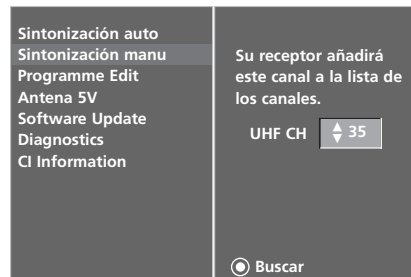 Sintonización auto
Sintonización manu
Programme Edit
Antena 5V
Software Update
Diagnostics
CI Information
Su receptor añadirá
este canal a la lista de
los canales.
UHF CH 35
Buscar